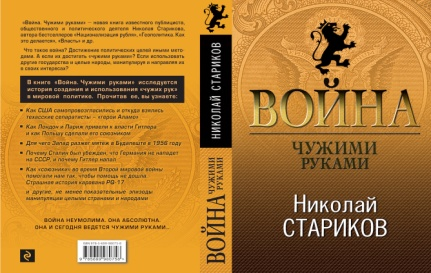 «Война. Чужими руками» – новая книга известного публициста,
общественного и политического деятеля Николая Старикова,
автора бестселлеров «Национализация рубля», «Геополитика. Как
это делается», «Власть» и др.
Что такое война? Достижение политических целей иными мето-
дами. А если их достигать «чужими руками»? Если использовать
другие государства и целые народы, манипулируя и направляя их
в своих интересах?
В книге «Война. Чужими руками» исследуется
история создания и использования «чужих рук»
в мировой политике. Прочитав ее, вы узнаете:
Как США самопровозгласились и откуда взялись
техасские сепаратисты – «герои Аламо»
Как Лондон и Париж привели к власти Гитлера
и как Польшу сделали его союзником
Для чего Запад разжег мятеж в Будапеште в 1956 году
Почему Сталин был убежден, что Германия не нападет
на СССР, и почему Гитлер напал
Как «союзники» во время Второй мировой войны
помогали нам так, чтобы помощь не дошла
Страшная история каравана PQ-17
и другие, не менее показательные эпизоды
манипуляции целыми странами и народами
ВОЙНА НЕУМОЛИМА. ОНА АБСОЛЮТНА.
ОНА И СЕГОДНЯ ВЕДЕТСЯ ЧУЖИМИ РУКАМИ...
НИКОЛАЙ СТАРИКОВ
ВОЙНА ЧУЖИМИ
РУКАМИ
ВОЙНА
ЧУЖИМИ
РУКАМИ
Николай
СТАРИКОВ